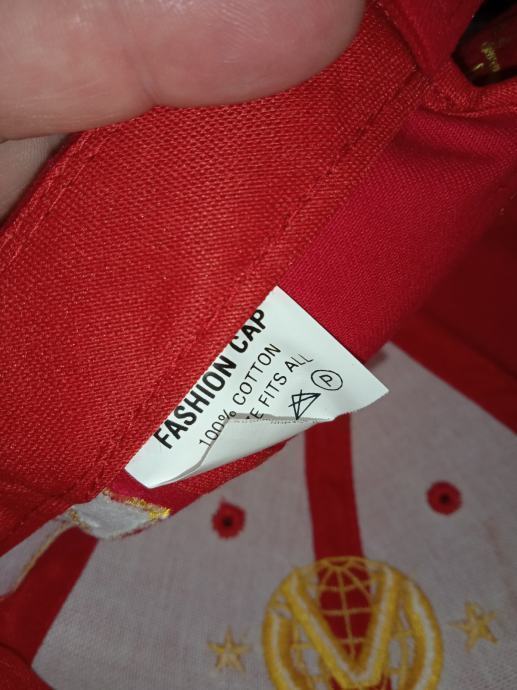 FASHION CAP
100% COTTON
FITS ALL
P